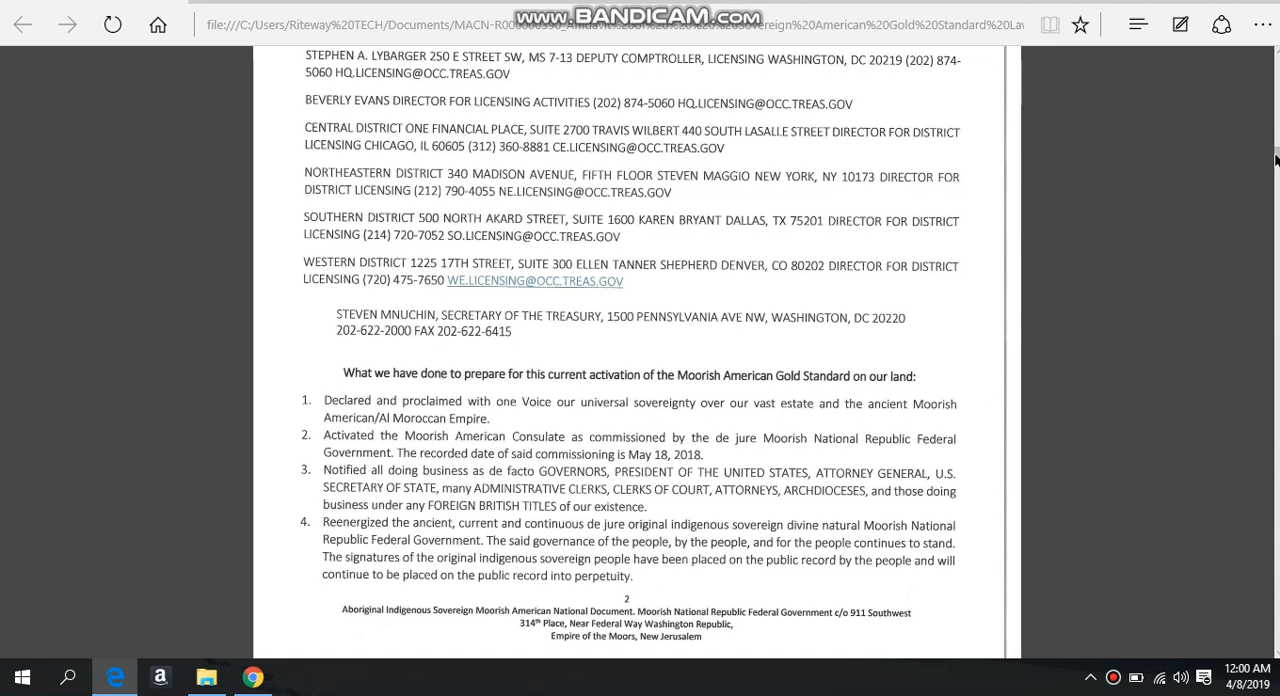 www.BANDICAM.com
file:///C:/Users/Riteway%20TECH/Documents/MACN-R000000390_
%20Sovereign%20American%20Gold%20Standard%20Law
STEPHEN A. LYBARGER 250 E STREET SW, MS 7-13 DEPUTY COMPTROLLER, LICENSING WASHINGTON, DC 20219 (202) 874-
5060 HQ.LICENSING@OCC.TREAS.GOV
BEVERLY EVANS DIRECTOR FOR LICENSING ACTIVITIES (202) 874-5060 HQ.LICENSING@OCC.TREAS.GOV
CENTRAL DISTRICT ONE FINANCIAL PLACE, SUITE 2700 TRAVIS WILBERT 440 SOUTH LASALLE STREET DIRECTOR FOR DISTRICT
LICENSING CHICAGO, IL 60605 (312) 360-8881 CE.LICENSING@OCC.TREAS.GOV
NORTHEASTERN DISTRICT 340 MADISON AVENUE, FIFTH FLOOR STEVEN MAGGIO NEW YORK, NY 10173 DIRECTOR FOR
DISTRICT LICENSING (212) 790-4055 NE.LICENSING@OCC.TREAS.GOV
SOUTHERN DISTRICT 500 NORTH AKARD STREET, SUITE 1600 KAREN BRYANT DALLAS, TX 75201 DIRECTOR FOR DISTRICT
LICENSING (214) 720-7052 SO.LICENSING@OCC.TREAS.GOV
WESTERN DISTRICT 1225 17TH STREET, SUITE 300 ELLEN TANNER SHEPHERD DENVER, CO 80202 DIRECTOR FOR DISTRICT
LICENSING (720) 475-7650 WE.LICENSING@OCC.TREAS.GOV
STEVEN MNUCHIN, SECRETARY OF THE TREASURY, 1500 PENNSYLVANIA AVE NW, WASHINGTON, DC 20220
202-622-2000 FAX 202-622-6415
What we have done to prepare for this current activation of the Moorish American Gold Standard on our land:
1. Declared and proclaimed with one Voice our universal sovereignty over our vast estate and the ancient Moorish
American/Al Moroccan Empire.
2. Activated the Moorish American Consulate as commissioned by the de jure Moorish National Republic Federal
Government. The recorded date of said commissioning is May 18, 2018.
3. Notified all doing business as de facto GOVERNORS, PRESIDENT OF THE UNITED STATES, ATTORNEY GENERAL, U.S.
SECRETARY OF STATE, many ADMINISTRATIVE CLERKS, CLERKS OF COURT, ATTORNEYS, ARCHDIOCESES, and those doing
business under any FOREIGN BRITISH TITLES of our existence.
4. Reenergized the ancient, current and continuous de jure original indigenous sovereign divine natural Moorish National
Republic Federal Government. The said governance of the people, by the people, and for the people continues to stand.
The signatures of the original indigenous sovereign people have been placed on the public record by the people and will
continue to be placed on the public record into perpetuity.
2
Aboriginal Indigenous Sovereign Moorish American National Document. Moorish National Republic Federal Government c/o 911 Southwest
314th Place, Near Federal Way Washington Republic,
Empire of the Moors, New Jerusalem
12:00 AM
4/8/2019